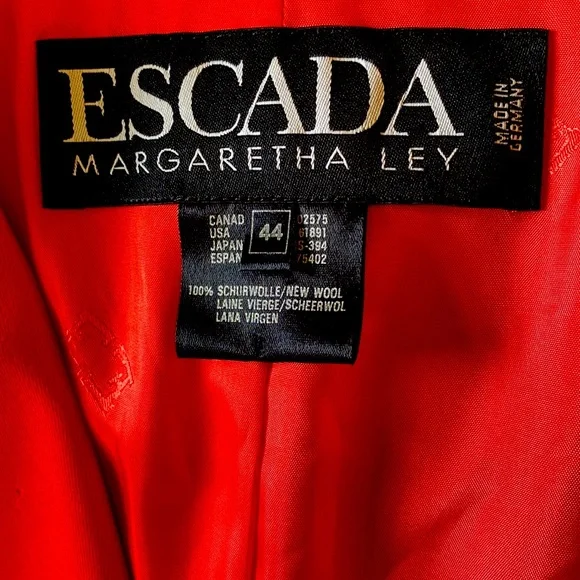 ESCADA
MARGARETHA LEY
MADE IN
GERMANY
CANAD 02575
USA 61891
JAPAN IS-394
ESPAN 75402
44
100% SCHURWOLLE/NEW WOOL
LAINE VIERGE/SCHEERWOL
LANA VIRGEN